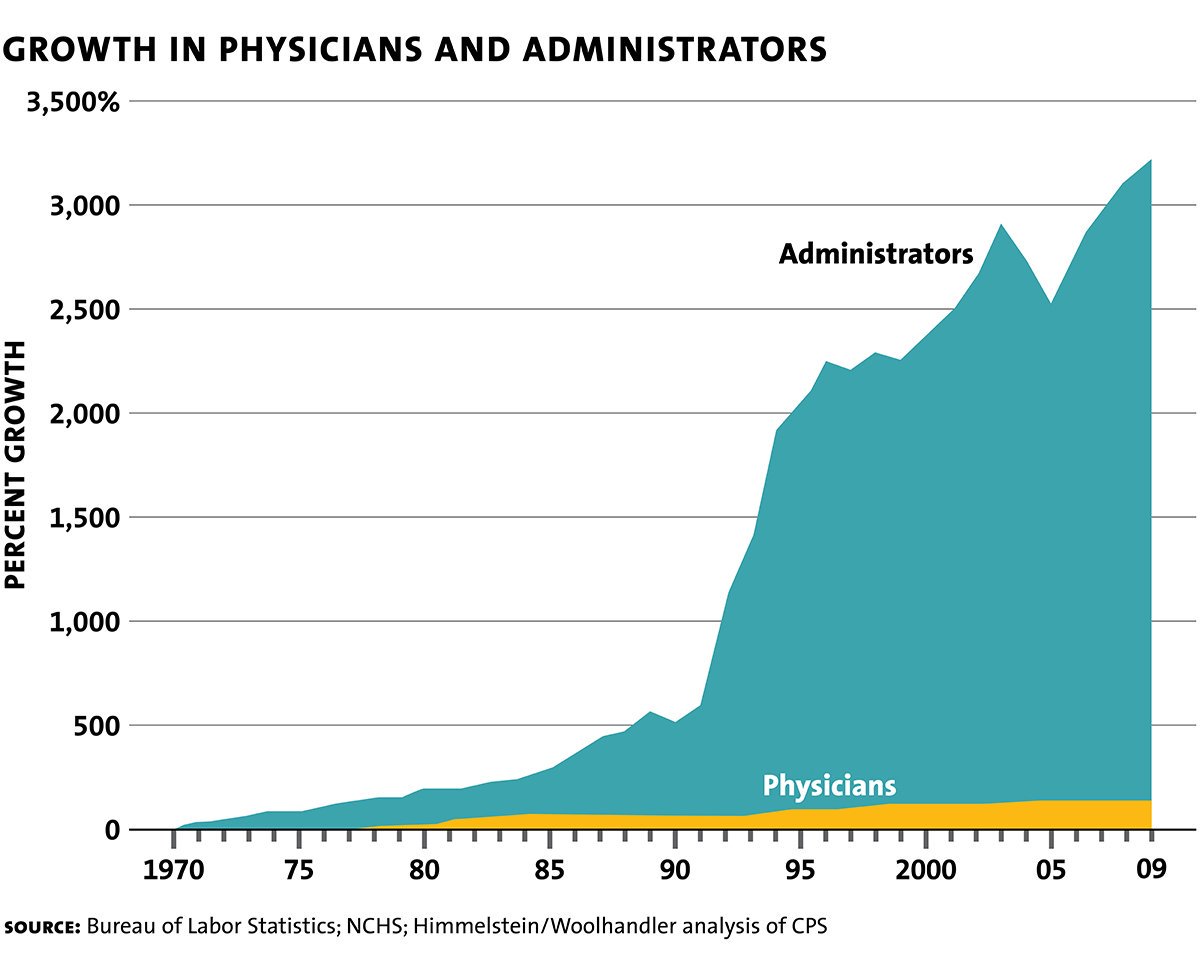 GROWTH IN PHYSICIANS AND ADMINISTRATORS
3,500%
3,000
Administrators
2,500
PERCENT GROWTH
2,000
1,500
1,000
500
Physicians
0
1970 75 80 85 90 95 2000 05 09
SOURCE: Bureau of Labor Statistics; NCHS; Himmelstein/Woolhandler analysis of CPS